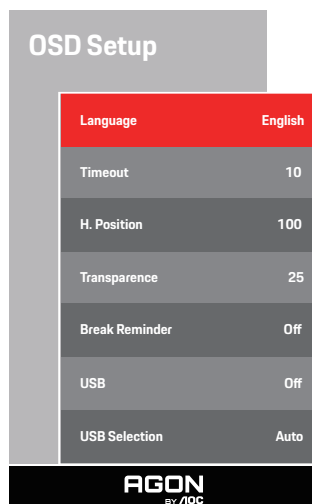 OSD Setup
Language English
Timeout 10
H. Position 100
Transparence 25
Break Reminder Off
USB Off
USB Selection Auto
AGON
BY AOC